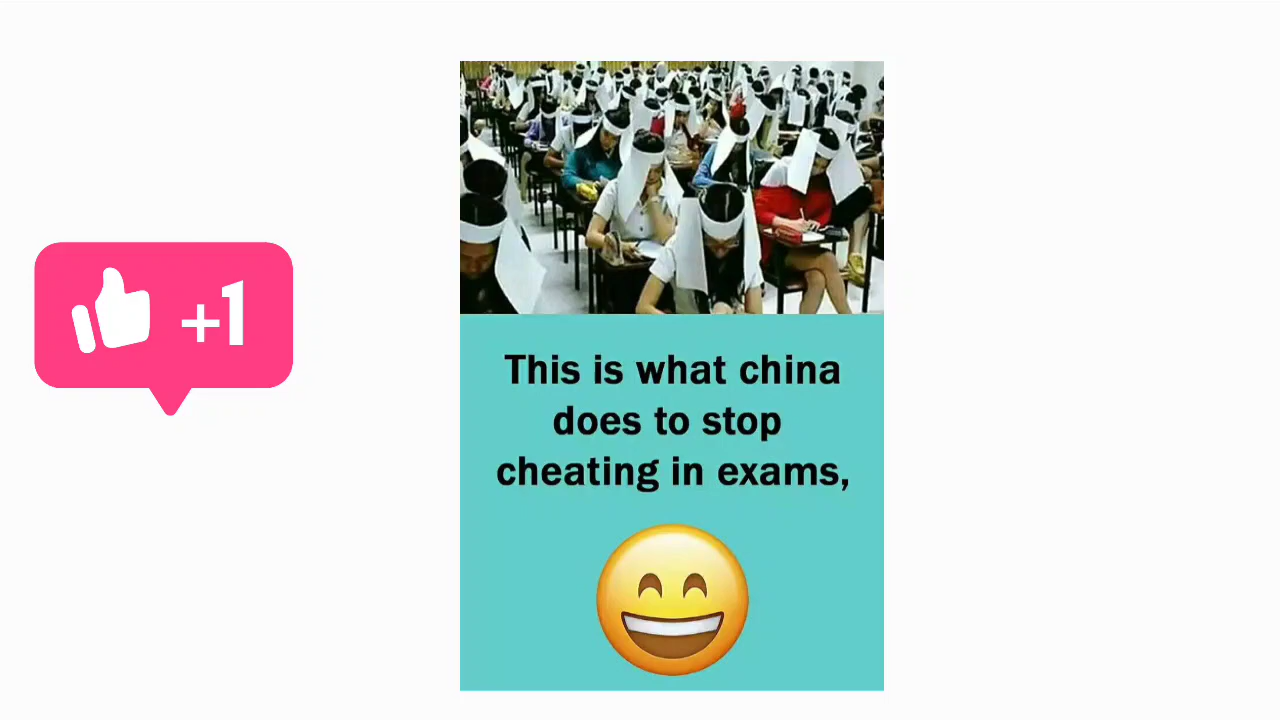 +1
This is what china
does to stop
cheating in exams,